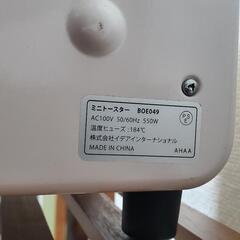 ミニトースター BOE049
AC100V 50/60Hz 550W
温度ヒューズ:184℃
株式会社イデアインターナショナル
MADE IN CHINA
AHAA
PS
E